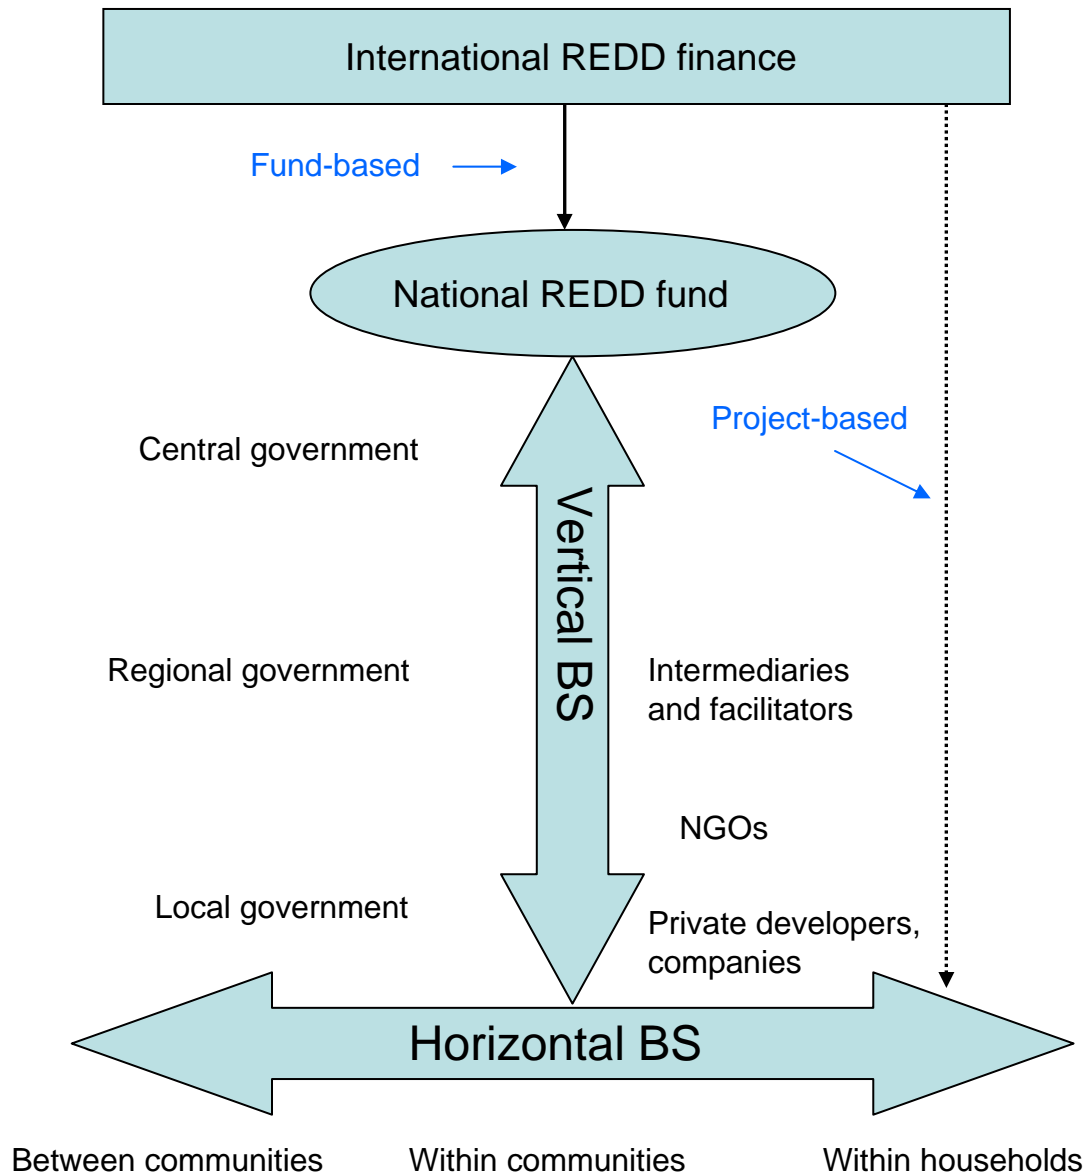 International REDD finance
Fund-based
National REDD fund
Project-based
Central government
Vertical BS
Regional government
Intermediaries
and facilitators
NGOs
Local government
Private developers,
companies
Horizontal BS
Between communities
Within communities
Within households